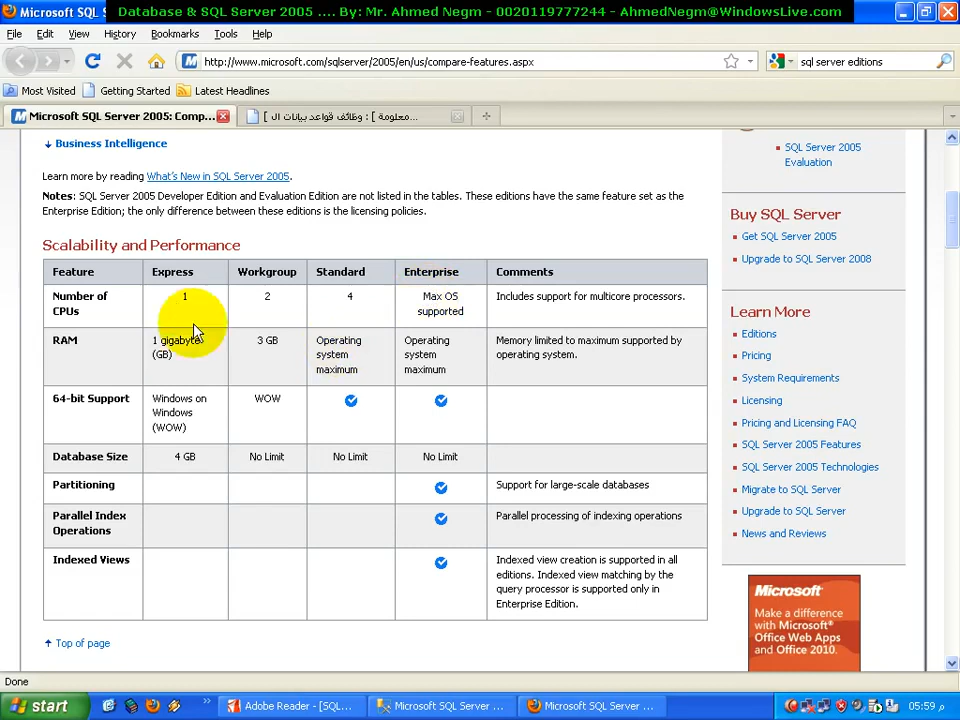 Microsoft SQL
Database & SQL Server 2005 .... By: Mr. Ahmed Negm - 0020119777244 - AhmedNegm@WindowsLive.com
File Edit View History Bookmarks Tools Help
http://www.microsoft.com/sqlserver/2005/en/us/compare-features.aspx
sql server editions
Most Visited Getting Started Latest Headlines
Microsoft SQL Server 2005: Comp...
معلومة ] : وظائف قواعد بيانات ال ]...
Business Intelligence
Learn more by reading What's New in SQL Server 2005.
Notes: SQL Server 2005 Developer Edition and Evaluation Edition are not listed in the tables. These editions have the same feature set as the
Enterprise Edition; the only difference between these editions is the licensing policies.
Scalability and Performance
Feature Express Workgroup Standard Enterprise Comments
Number of CPUs 1 2 4 Max OS supported Includes support for multicore processors.
RAM 1 gigabyte (GB) 3 GB Operating system maximum Operating system maximum Memory limited to maximum supported by operating system.
64-bit Support Windows on Windows (WOW) WOW
Database Size 4 GB No Limit No Limit No Limit
Partitioning Support for large-scale databases
Parallel Index Operations Parallel processing of indexing operations
Indexed Views Indexed view creation is supported in all editions. Indexed view matching by the query processor is supported only in Enterprise Edition.
Top of page
SQL Server 2005
Evaluation
Buy SQL Server
Get SQL Server 2005
Upgrade to SQL Server 2008
Learn More
Editions
Pricing
System Requirements
Licensing
Pricing and Licensing FAQ
SQL Server 2005 Features
SQL Server 2005 Technologies
Migrate to SQL Server
Upgrade to SQL Server
News and Reviews
Microsoft
Make a difference
with Microsoft®
Office Web Apps
and Office 2010.
Done
start
Adobe Reader - [SQL...
Microsoft SQL Server ...
Microsoft SQL Server ...
05:59 م